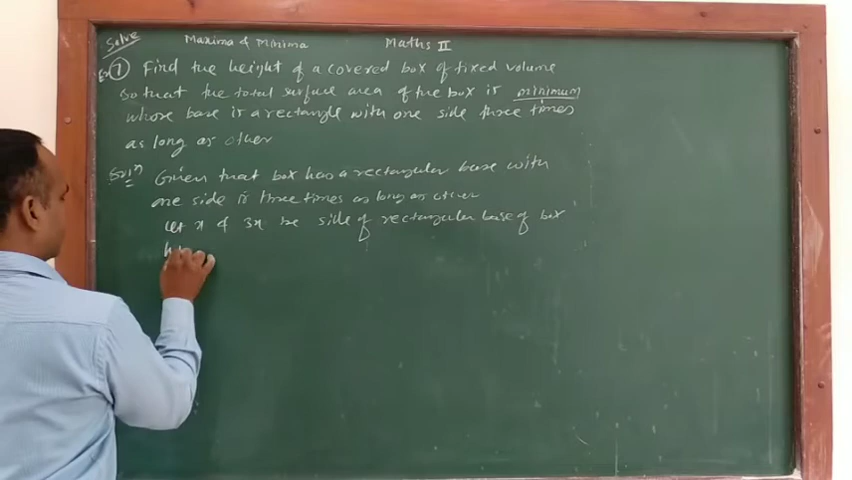 Solve Maxima & Minima Maths II
Ex 7 Find the height of a covered box of fixed volume
so that the total surface area of the box is minimum
whose base is a rectangle with one side three times
as long as other
Sol^n Given that box has a rectangular base with
one side is three times as long as other
Let x & 3x be side of rectangular base of box